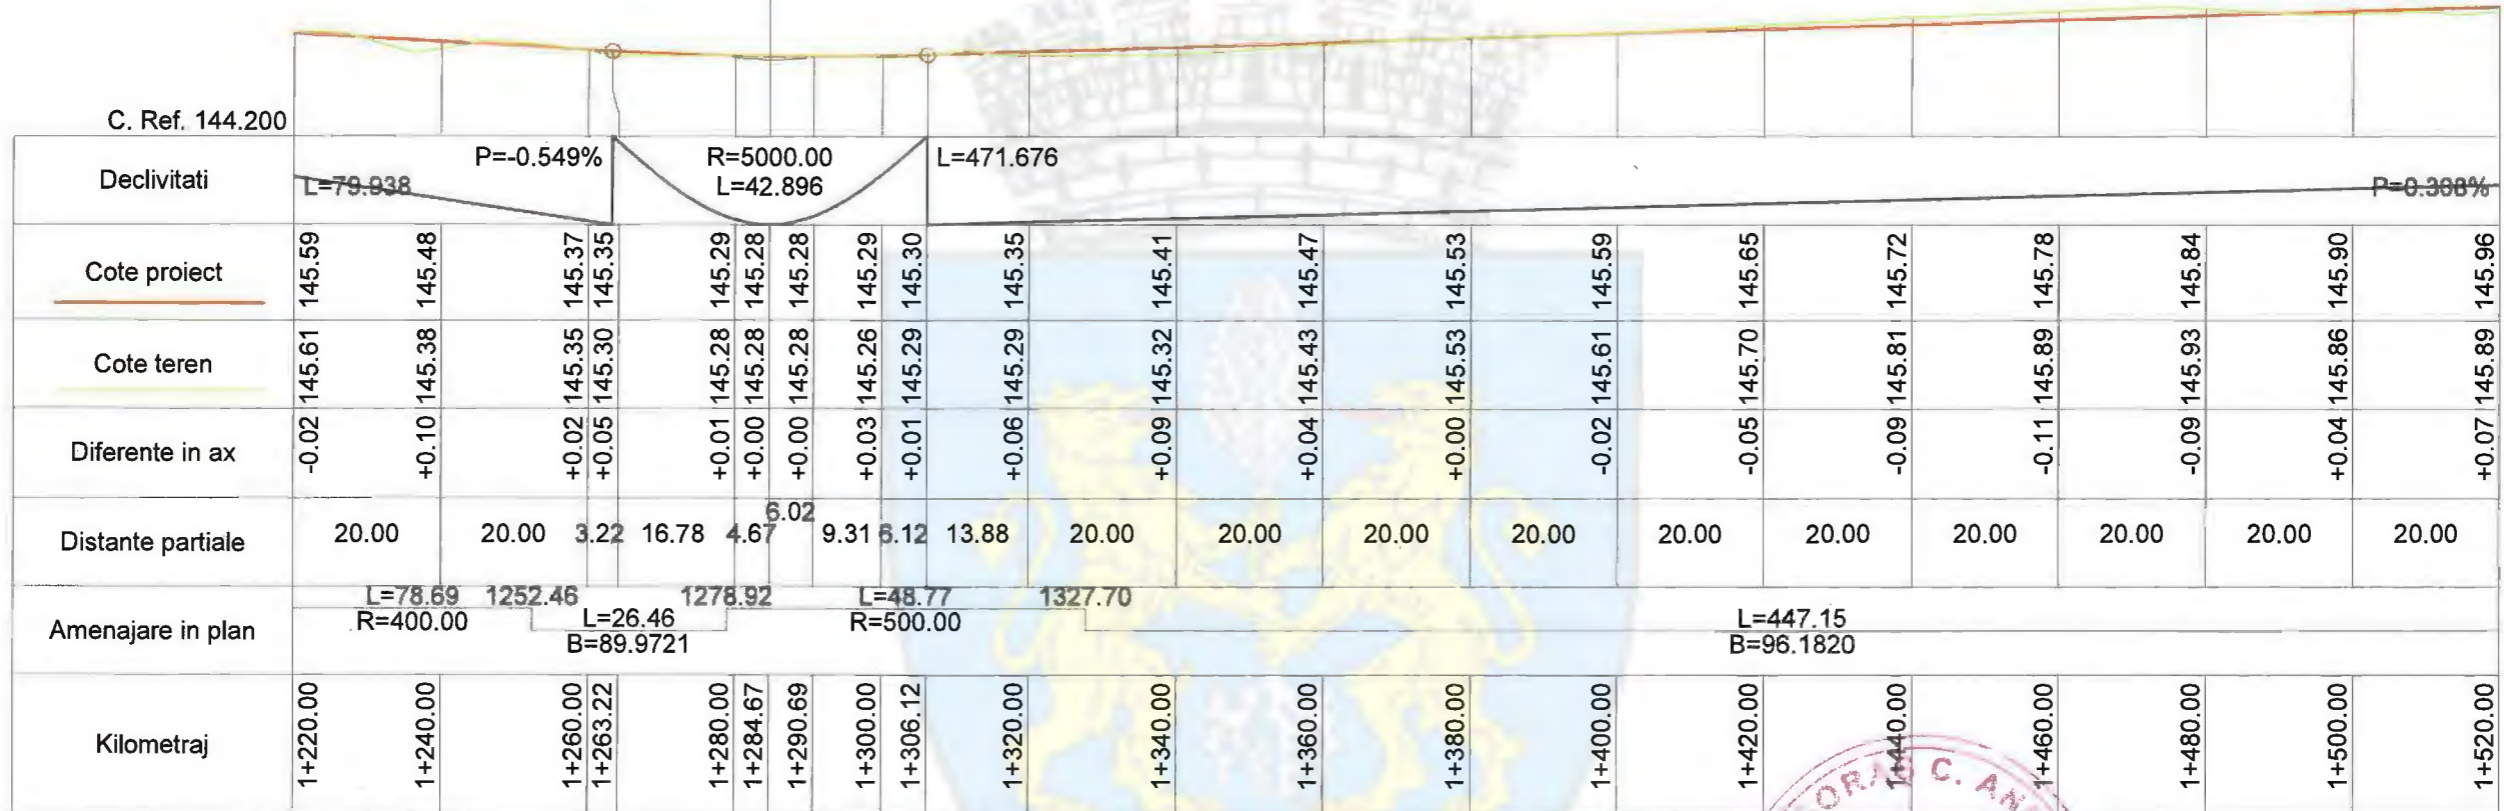 C. Ref. 144.200
Declivitati
L=79.938 P=-0.549% R=5000.00 L=471.676
L=42.896 P=0.308%
Cote proiect 145.59 145.48 145.37 145.35 145.29 145.28 145.28 145.29 145.30 145.35 145.41 145.47 145.53 145.59 145.65 145.72 145.78 145.84 145.90 145.96
Cote teren 145.61 145.38 145.35 145.30 145.28 145.28 145.28 145.26 145.29 145.29 145.32 145.43 145.53 145.61 145.70 145.81 145.89 145.93 145.86 145.89
Diferente in ax -0.02 +0.10 +0.02 +0.05 +0.01 +0.00 +0.00 +0.03 +0.01 +0.06 +0.09 +0.04 +0.00 -0.02 -0.05 -0.09 -0.11 -0.09 +0.04 +0.07
Distante partiale 20.00 20.00 3.22 16.78 4.67 6.02 9.31 6.12 13.88 20.00 20.00 20.00 20.00 20.00 20.00 20.00 20.00 20.00 20.00
Amenajare in plan
L=78.69 1252.46 1278.92 L=48.77 1327.70
R=400.00 L=26.46 R=500.00 L=447.15
B=89.9721 B=96.1820
Kilometraj 1+220.00 1+240.00 1+260.00 1+263.22 1+280.00 1+284.67 1+290.69 1+300.00 1+306.12 1+320.00 1+340.00 1+360.00 1+380.00 1+400.00 1+420.00 1+440.00 1+460.00 1+480.00 1+500.00 1+520.00
C.